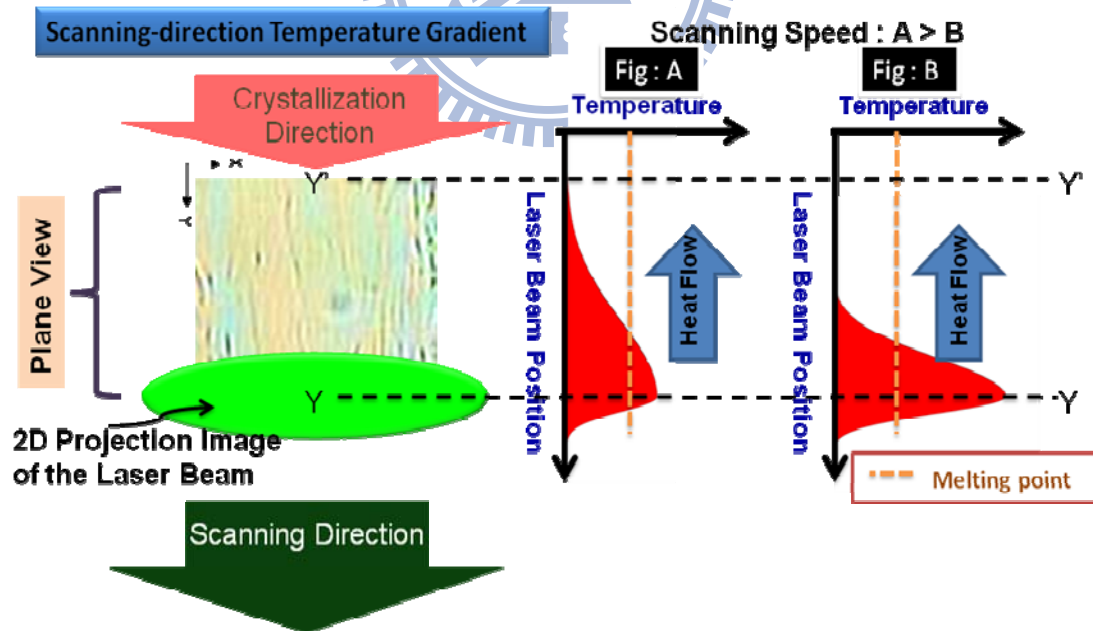 Scanning-direction Temperature Gradient
Scanning Speed : A > B
Fig : A
Fig : B
Crystallization
Direction
Temperature
Temperature
X
Y
Y'
Y'
Plane View
Laser Beam Position
Heat Flow
Laser Beam Position
Heat Flow
Y
Y
2D Projection Image
of the Laser Beam
Melting point
Scanning Direction